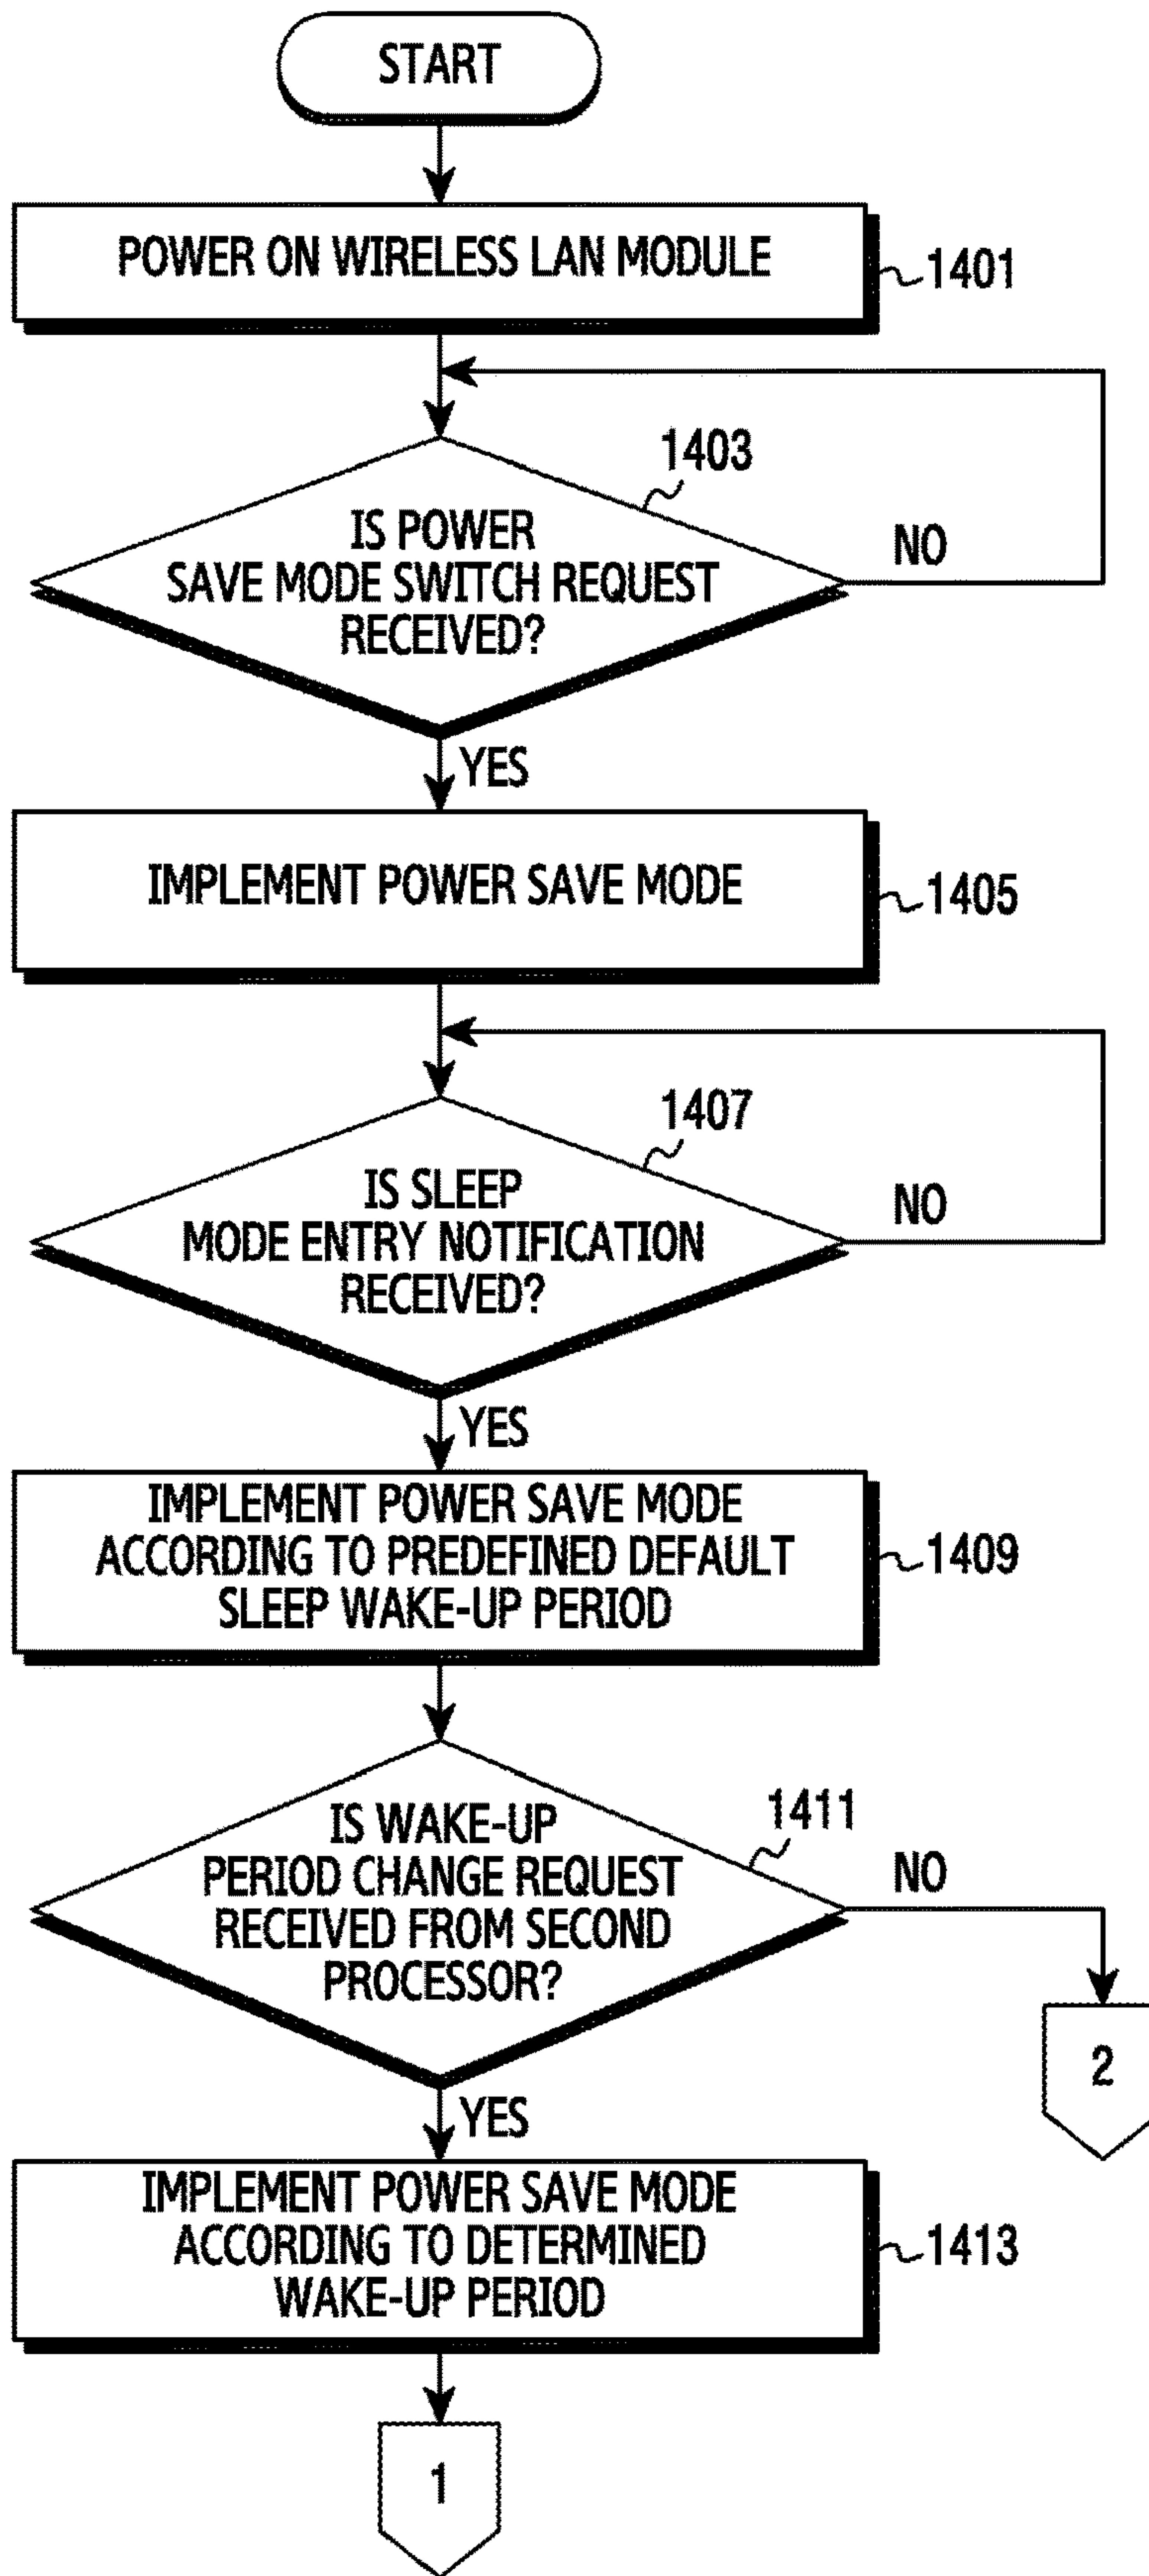 START
POWER ON WIRELESS LAN MODULE
1401
1403
IS POWER
SAVE MODE SWITCH REQUEST
RECEIVED?
NO
YES
IMPLEMENT POWER SAVE MODE
1405
1407
IS SLEEP
MODE ENTRY NOTIFICATION
RECEIVED?
NO
YES
IMPLEMENT POWER SAVE MODE
ACCORDING TO PREDEFINED DEFAULT
SLEEP WAKE-UP PERIOD
1409
1411
IS WAKE-UP
PERIOD CHANGE REQUEST
RECEIVED FROM SECOND
PROCESSOR?
NO
2
YES
IMPLEMENT POWER SAVE MODE
ACCORDING TO DETERMINED
WAKE-UP PERIOD
1413
1